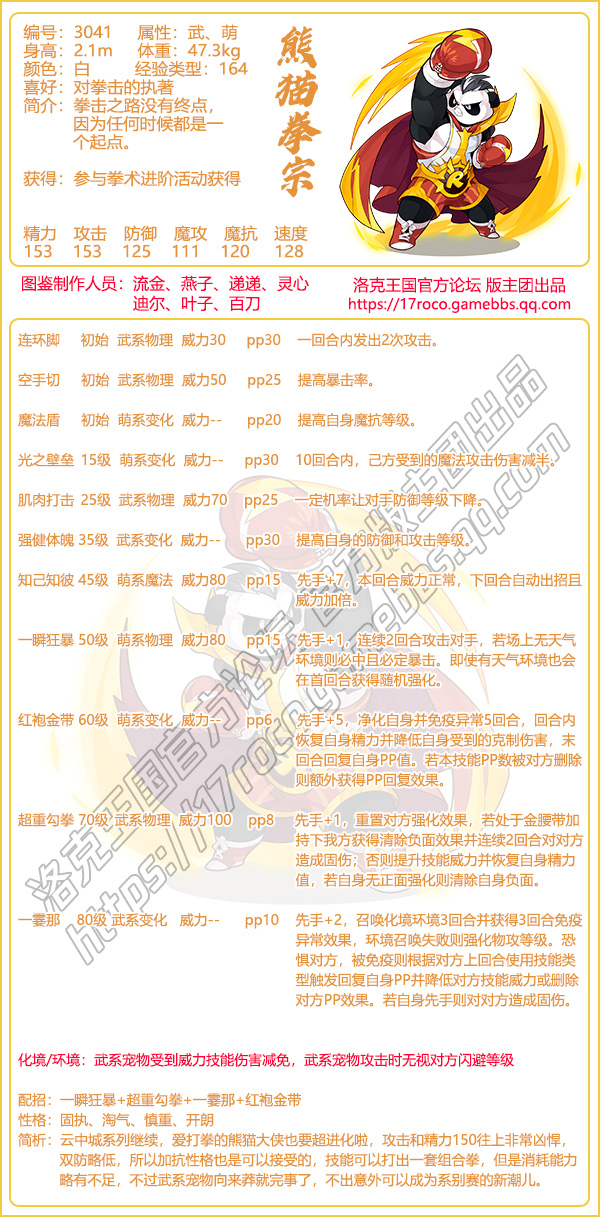 编号：3041 属性：武、萌
身高：2.1m 体重：47.3kg
颜色：白 经验类型：164
喜好：对拳击的执著
简介：拳击之路没有终点，
因为任何时候都是一
个起点。
获得：参与拳术进阶活动获得
熊猫拳宗
精力 攻击 防御 魔攻 魔抗 速度
153 153 125 111 120 128
图鉴制作人员：流金、燕子、递递、灵心
迪尔、叶子、百刀
洛克王国官方论坛 版主团出品
https://17roco.gamebbs.qq.com
连环脚 初始 武系物理 威力30 pp30 一回合内发出2次攻击。
空手切 初始 武系物理 威力50 pp25 提高暴击率。
魔法盾 初始 萌系变化 威力-- pp20 提高自身魔抗等级。
光之壁垒 15级 萌系变化 威力-- pp30 10回合内，己方受到的魔法攻击伤害减半。
肌肉打击 25级 武系物理 威力70 pp25 一定机率让对手防御等级下降。
强健体魄 35级 武系变化 威力-- pp30 提高自身的防御和攻击等级。
知己知彼 45级 萌系魔法 威力80 pp15 先手+7，本回合威力正常，下回合自动出招且
威力加倍。
一瞬狂暴 50级 萌系物理 威力80 pp15 先手+1，连续2回合攻击对手，若场上无天气
环境则必中且必定暴击。即使有天气环境也会
在首回合获得随机强化。
红袍金带 60级 萌系变化 威力-- pp6 先手+5，净化自身并免疫异常5回合，回合内
恢复自身精力并降低自身受到的克制伤害，末
回合回复自身PP值。若本技能PP数被对方删除
则额外获得PP回复效果。
超重勾拳 70级 武系物理 威力100 pp8 先手+1，重置对方强化效果，若处于金腰带加
持下我方获得清除负面效果并连续2回合对对方
造成固伤；否则提升技能威力并恢复自身精力
值，若自身无正面强化则清除自身负面。
一霎那 80级 武系变化 威力-- pp10 先手+2，召唤化境环境3回合并获得3回合免疫
异常效果，环境召唤失败则强化物攻等级。恐
惧对方，被免疫则根据对方上回合使用技能类
型触发回复自身PP并降低对方技能威力或删除
对方PP效果。若自身先手则对对方造成固伤。
洛克王国官方论坛 官方版主团出品
https://17roco.gamebbs.qq.com
化境/环境：武系宠物受到威力技能伤害减免，武系宠物攻击时无视对方闪避等级
配招：一瞬狂暴+超重勾拳+一霎那+红袍金带
性格：固执、淘气、慎重、开朗
简析：云中城系列继续，爱打拳的熊猫大侠也要超进化啦，攻击和精力150往上非常凶悍，
双防略低，所以加抗性格也是可以接受的，技能可以打出一套组合拳，但是消耗能力
略有不足，不过武系宠物向来莽就完事了，不出意外可以成为系别赛的新潮儿。